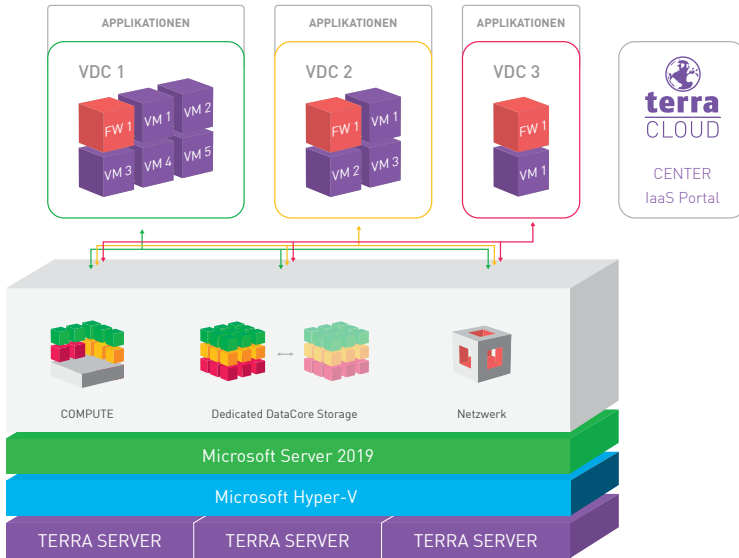 APPLIKATIONEN
APPLIKATIONEN
APPLIKATIONEN
VDC 1
VDC 2
VDC 3
FW 1
VM 1
VM 2
VM 3
VM 4
VM 5
FW 1
VM 1
VM 2
VM 3
FW 1
VM 1
terra
CLOUD
CENTER
IaaS Portal
COMPUTE
Dedicated DataCore Storage
Netzwerk
Microsoft Server 2019
Microsoft Hyper-V
TERRA SERVER
TERRA SERVER
TERRA SERVER